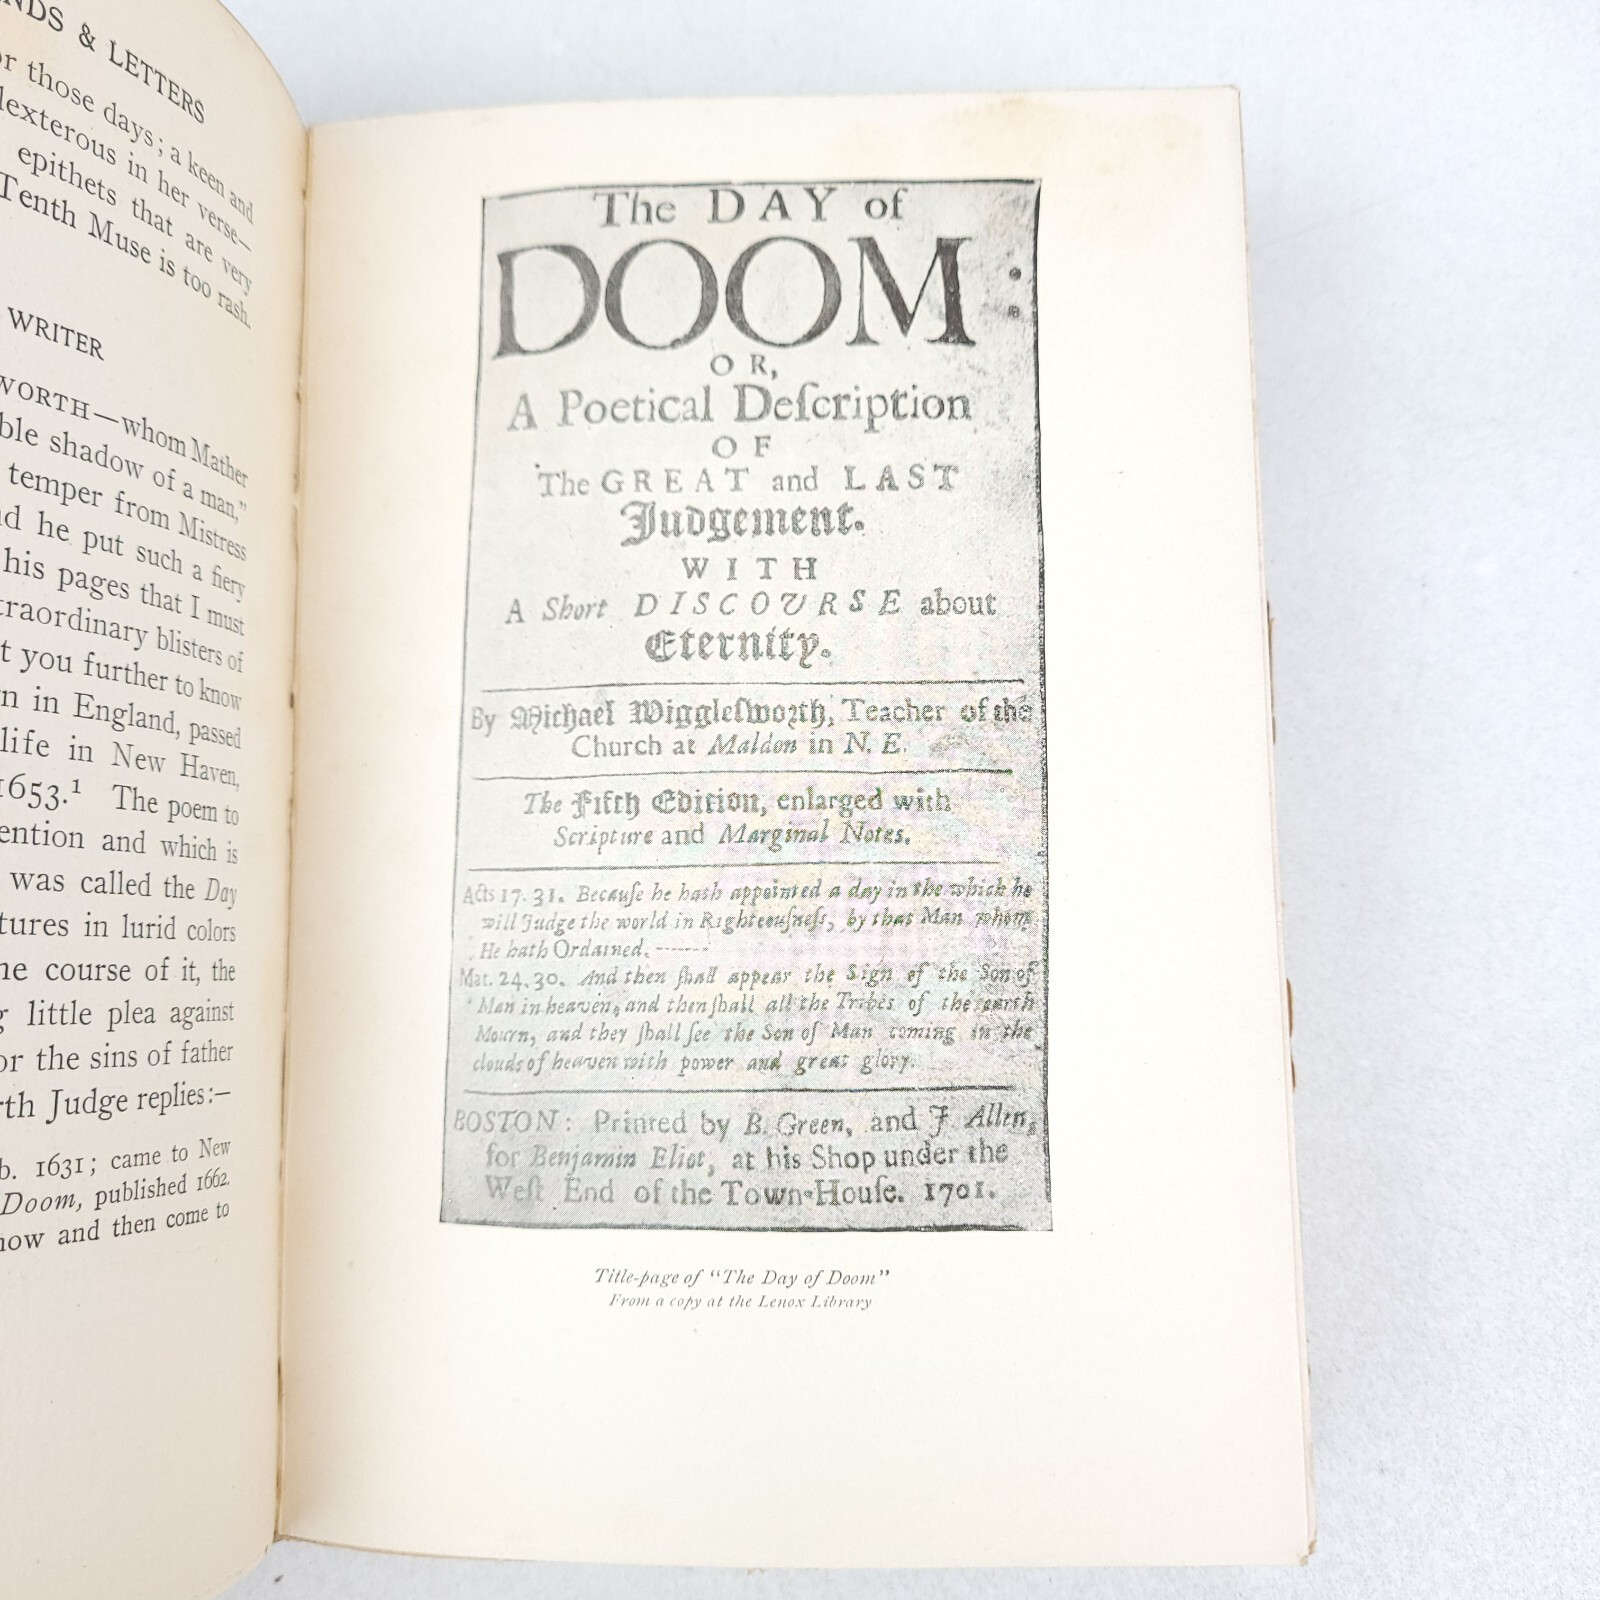 NDS & LETTERS
or those days; a keen and
dexterous in her verse—
epithets that are very
Tenth Muse is too rash.
WRITER
WORTH—whom Mather
ble shadow of a man,"
temper from Mistress
nd he put such a fiery
his pages that I must
traordinary blisters of
t you further to know
n in England, passed
life in New Haven,
1653.¹ The poem to
ention and which is
was called the Day
tures in lurid colors
ne course of it, the
g little plea against
or the sins of father
rth Judge replies:—
b. 1631; came to New
Doom, published 1662.
now and then come to
The DAY of
DOOM:
OR,
A Poetical Deſcription
OF
The GREAT and LAST
Judgement.
WITH
A Short DISCOURSE about
Eternity.
By Michael Wiggleſworth, Teacher of the
Church at Maldon in N. E.
The Fifth Edition, enlarged with
Scripture and Marginal Notes.
Acts 17. 31. Becauſe he hath appointed a day in the which he
will Judge the world in Righteouſneſs, by that Man whom
He hath Ordained.-------
Mat. 24. 30. And then ſhall appear the Sign of the Son of
Man in heaven, and then ſhall all the Tribes of the earth
Mourn, and they ſhall ſee the Son of Man coming in the
clouds of heaven with power and great glory.
BOSTON: Printed by B. Green, and J. Allen,
for Benjamin Eliot, at his Shop under the
Weſt End of the Town-Houſe. 1701.
Title-page of "The Day of Doom"
From a copy at the Lenox Library